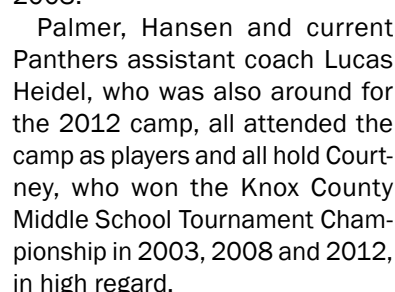 2008.
Palmer, Hansen and current
Panthers assistant coach Lucas
Heidel, who was also around for
the 2012 camp, all attended the
camp as players and all hold Court-
ney, who won the Knox County
Middle School Tournament Cham-
pionship in 2003, 2008 and 2012,
in high regard.